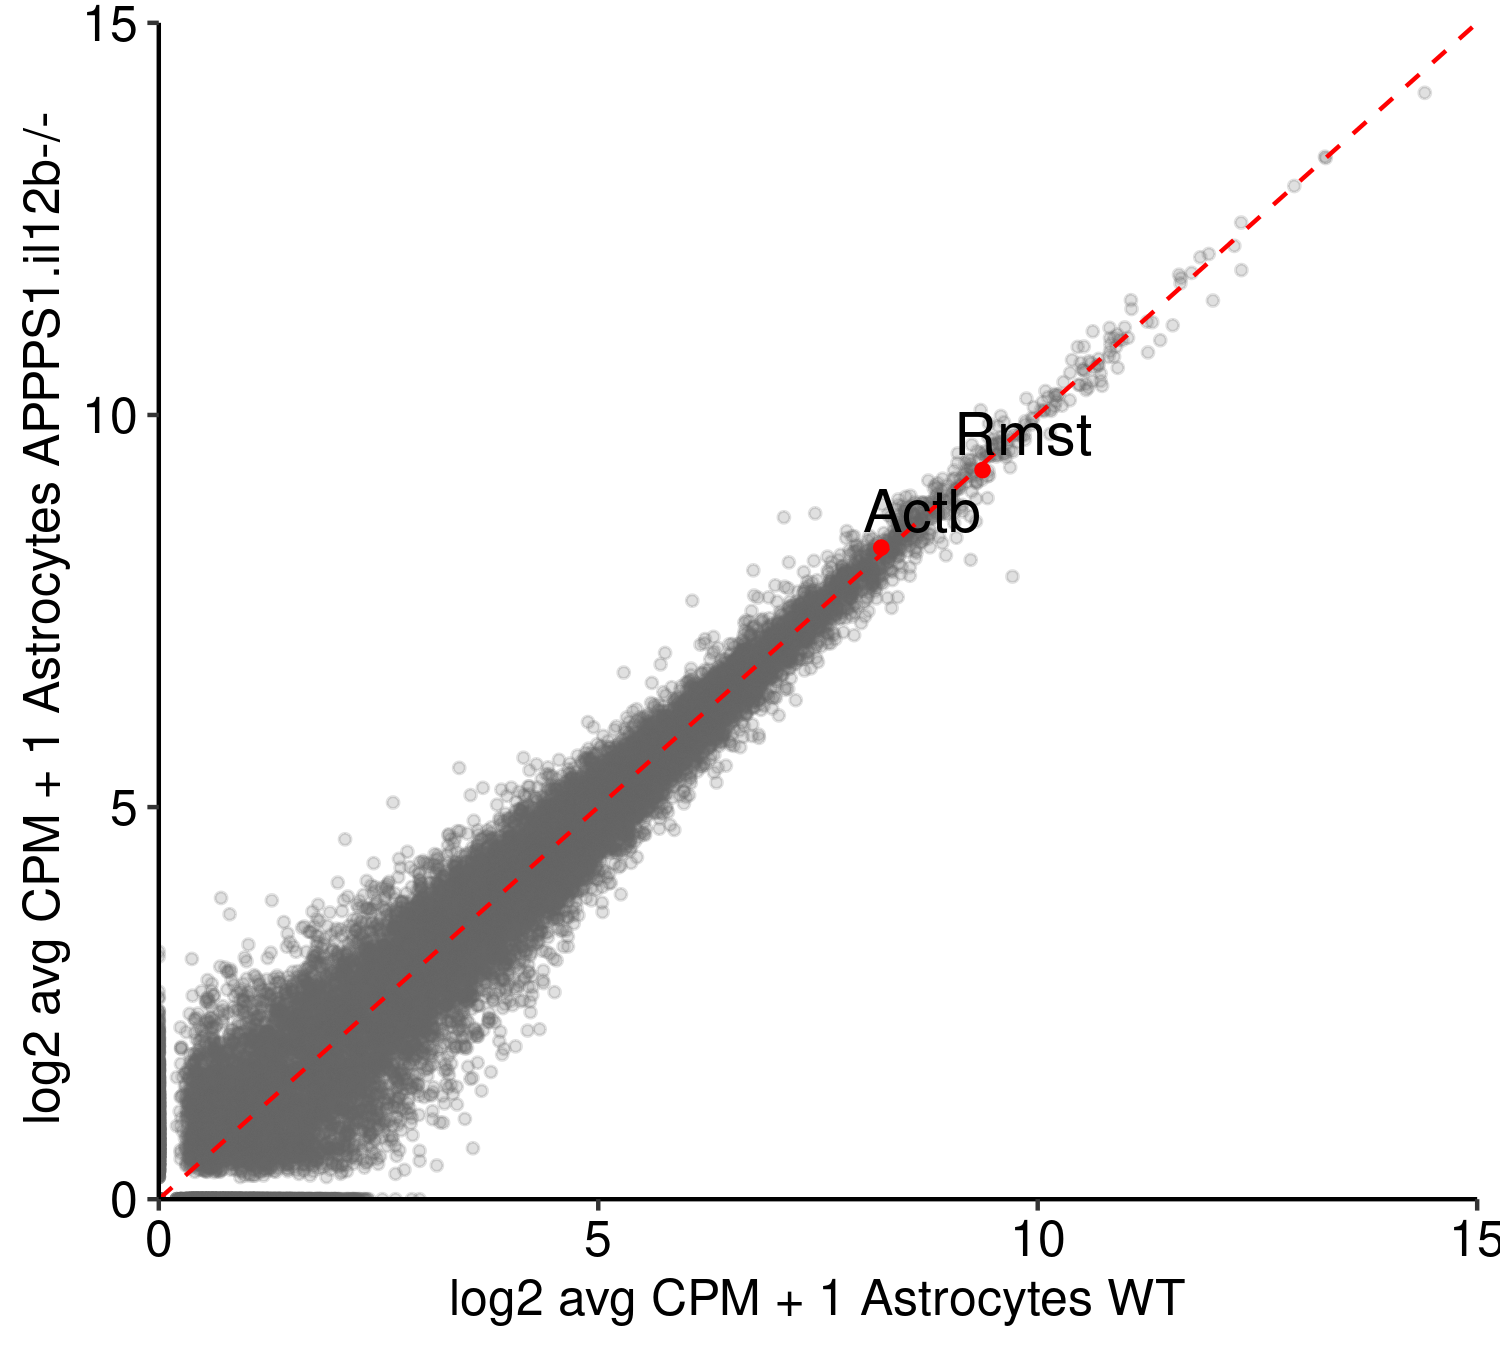 15
10
5
0
log2 avg CPM + 1 Astrocytes APPPS1.il12b-/-
Rmst
Actb
0 5 10 15
log2 avg CPM + 1 Astrocytes WT